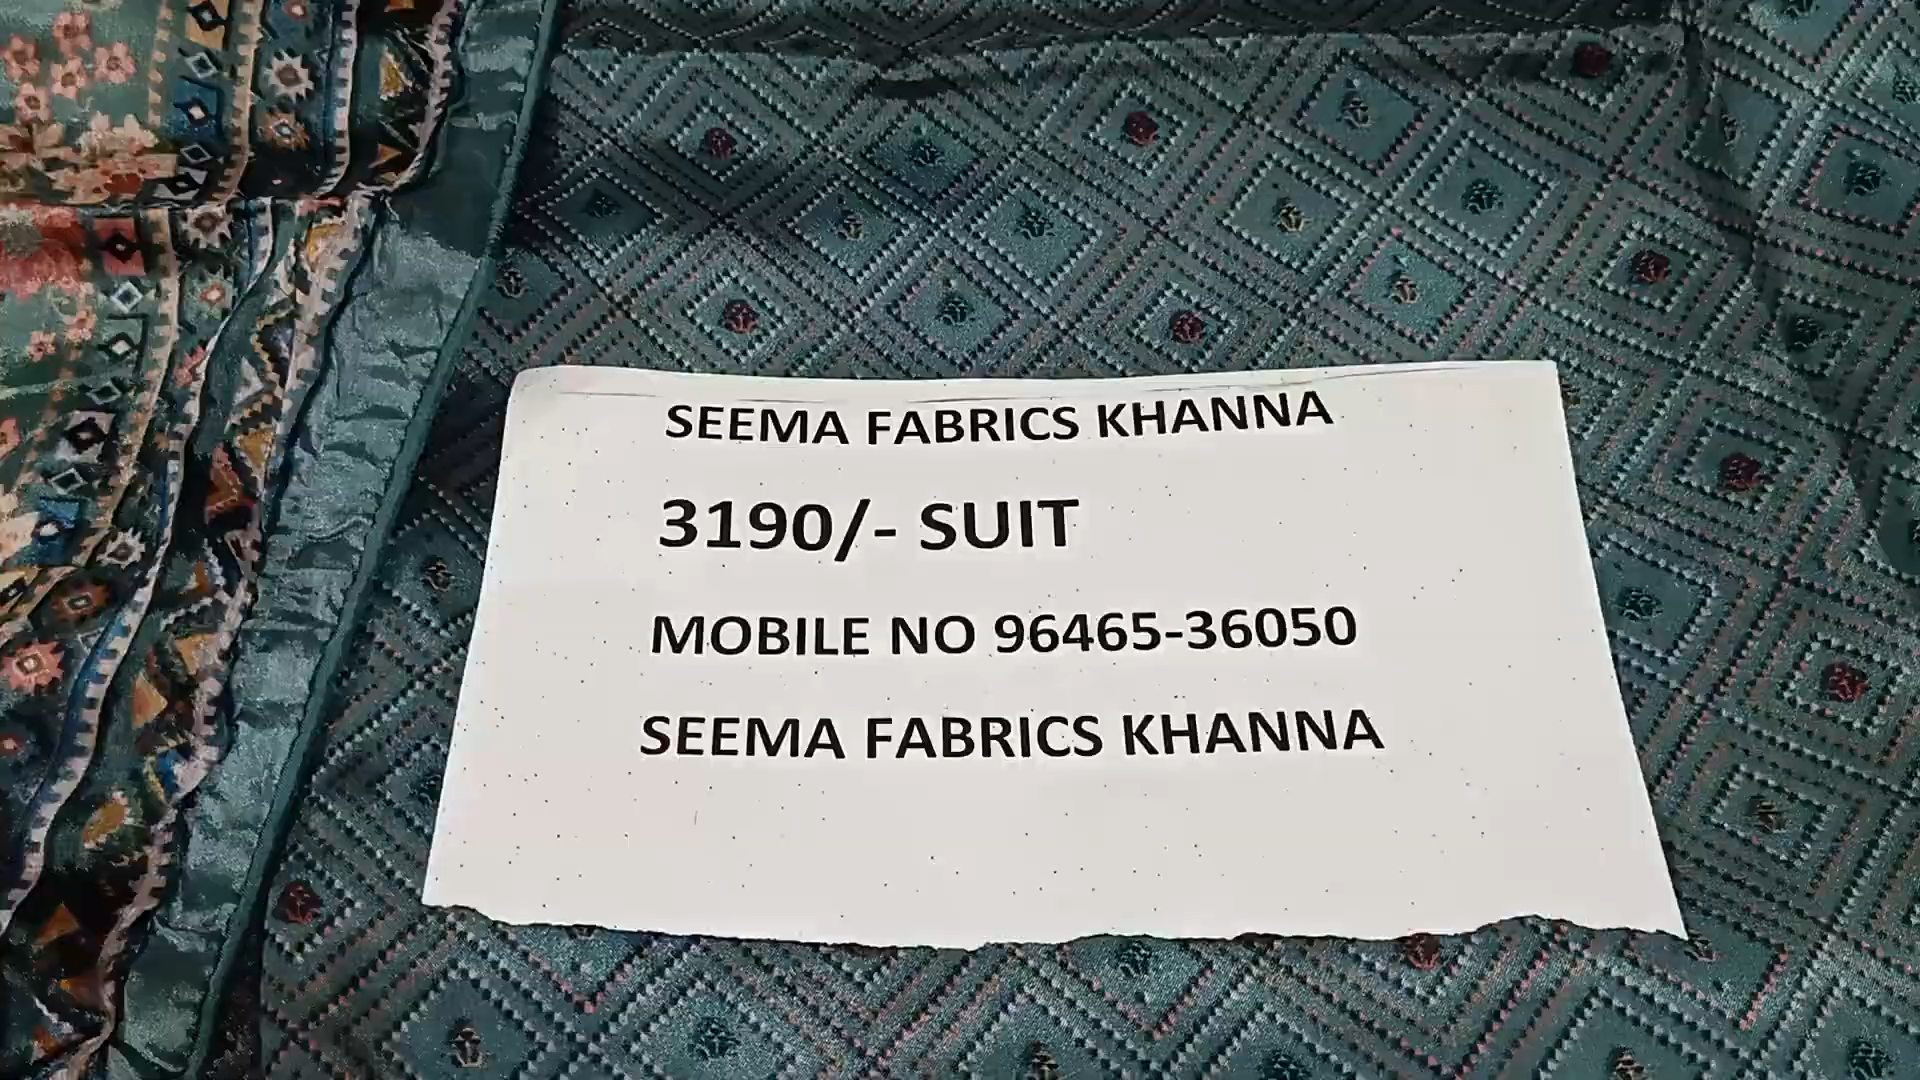 SEEMA FABRICS KHANNA
3190/- SUIT
MOBILE NO 96465-36050
SEEMA FABRICS KHANNA